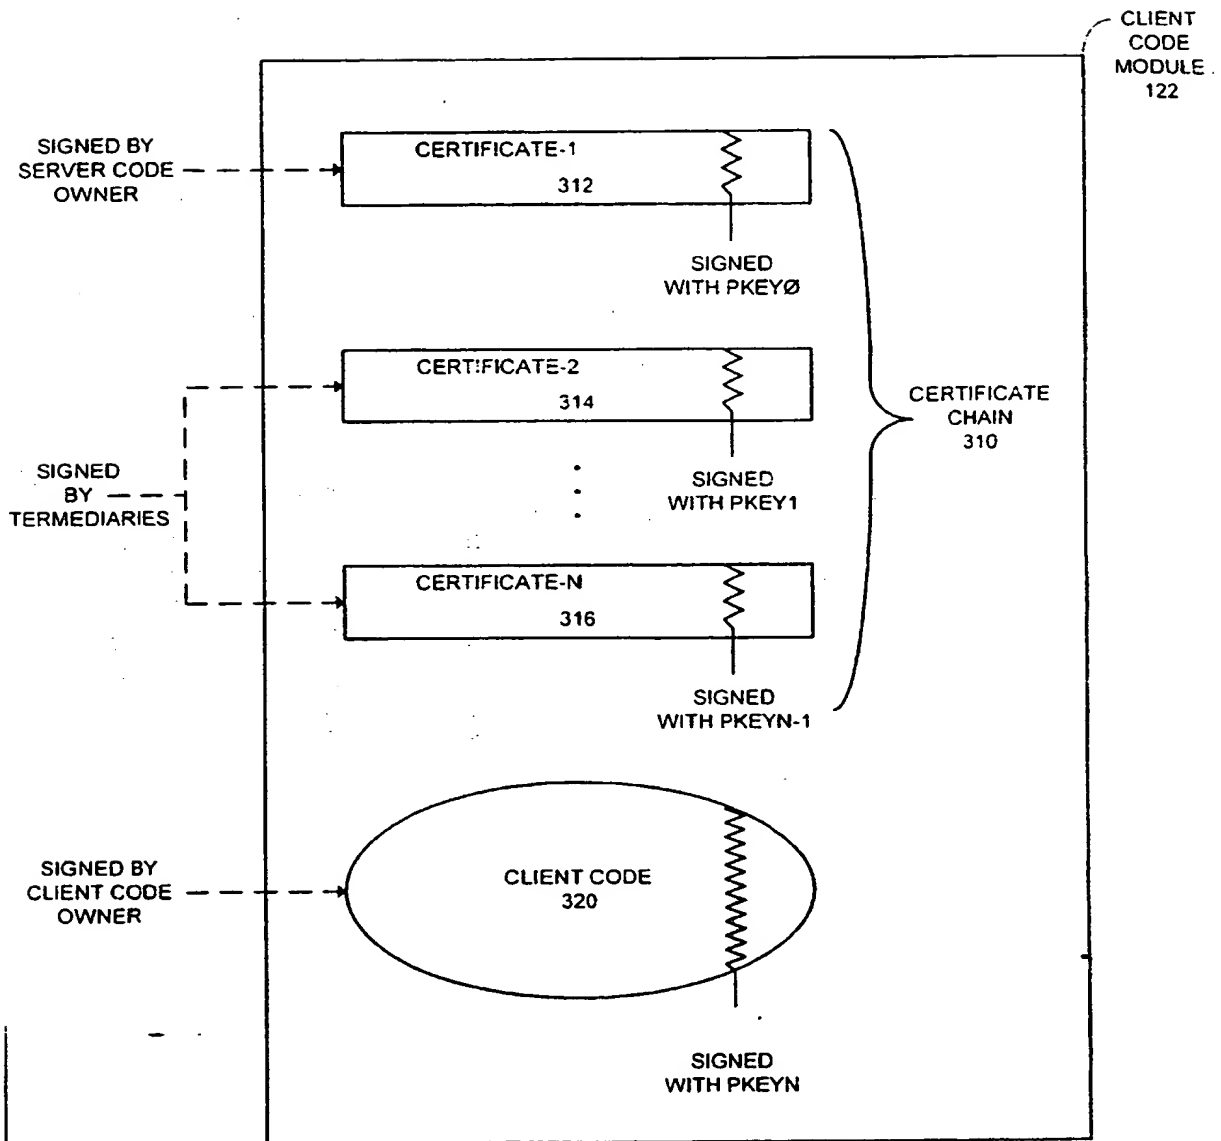 CLIENT
CODE
MODULE
122
SIGNED BY
SERVER CODE
OWNER
CERTIFICATE-1
312
SIGNED
WITH PKEYØ
CERTIFICATE-2
314
SIGNED
WITH PKEY1
CERTIFICATE
CHAIN
310
SIGNED
BY
TERMEDIARIES
CERTIFICATE-N
316
SIGNED
WITH PKEYN-1
SIGNED BY
CLIENT CODE
OWNER
CLIENT CODE
320
SIGNED
WITH PKEYN